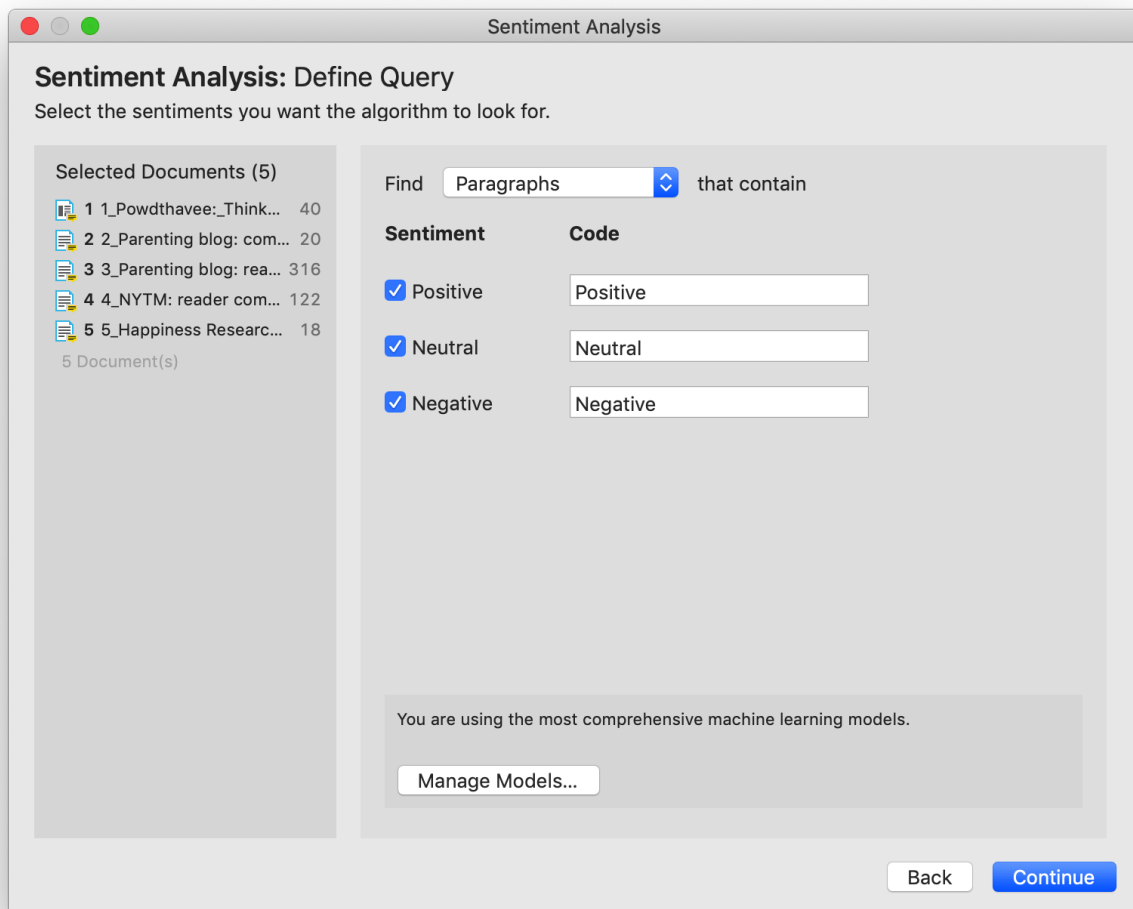 Sentiment Analysis
Sentiment Analysis: Define Query
Select the sentiments you want the algorithm to look for.
Selected Documents (5)
1 1_Powdthavee:_Think... 40
2 2_Parenting blog: com... 20
3 3_Parenting blog: rea... 316
4 4_NYTM: reader com... 122
5 5_Happiness Researc... 18
5 Document(s)
Find Paragraphs that contain
Sentiment Code
Positive Positive
Neutral Neutral
Negative Negative
You are using the most comprehensive machine learning models.
Manage Models...
Back Continue